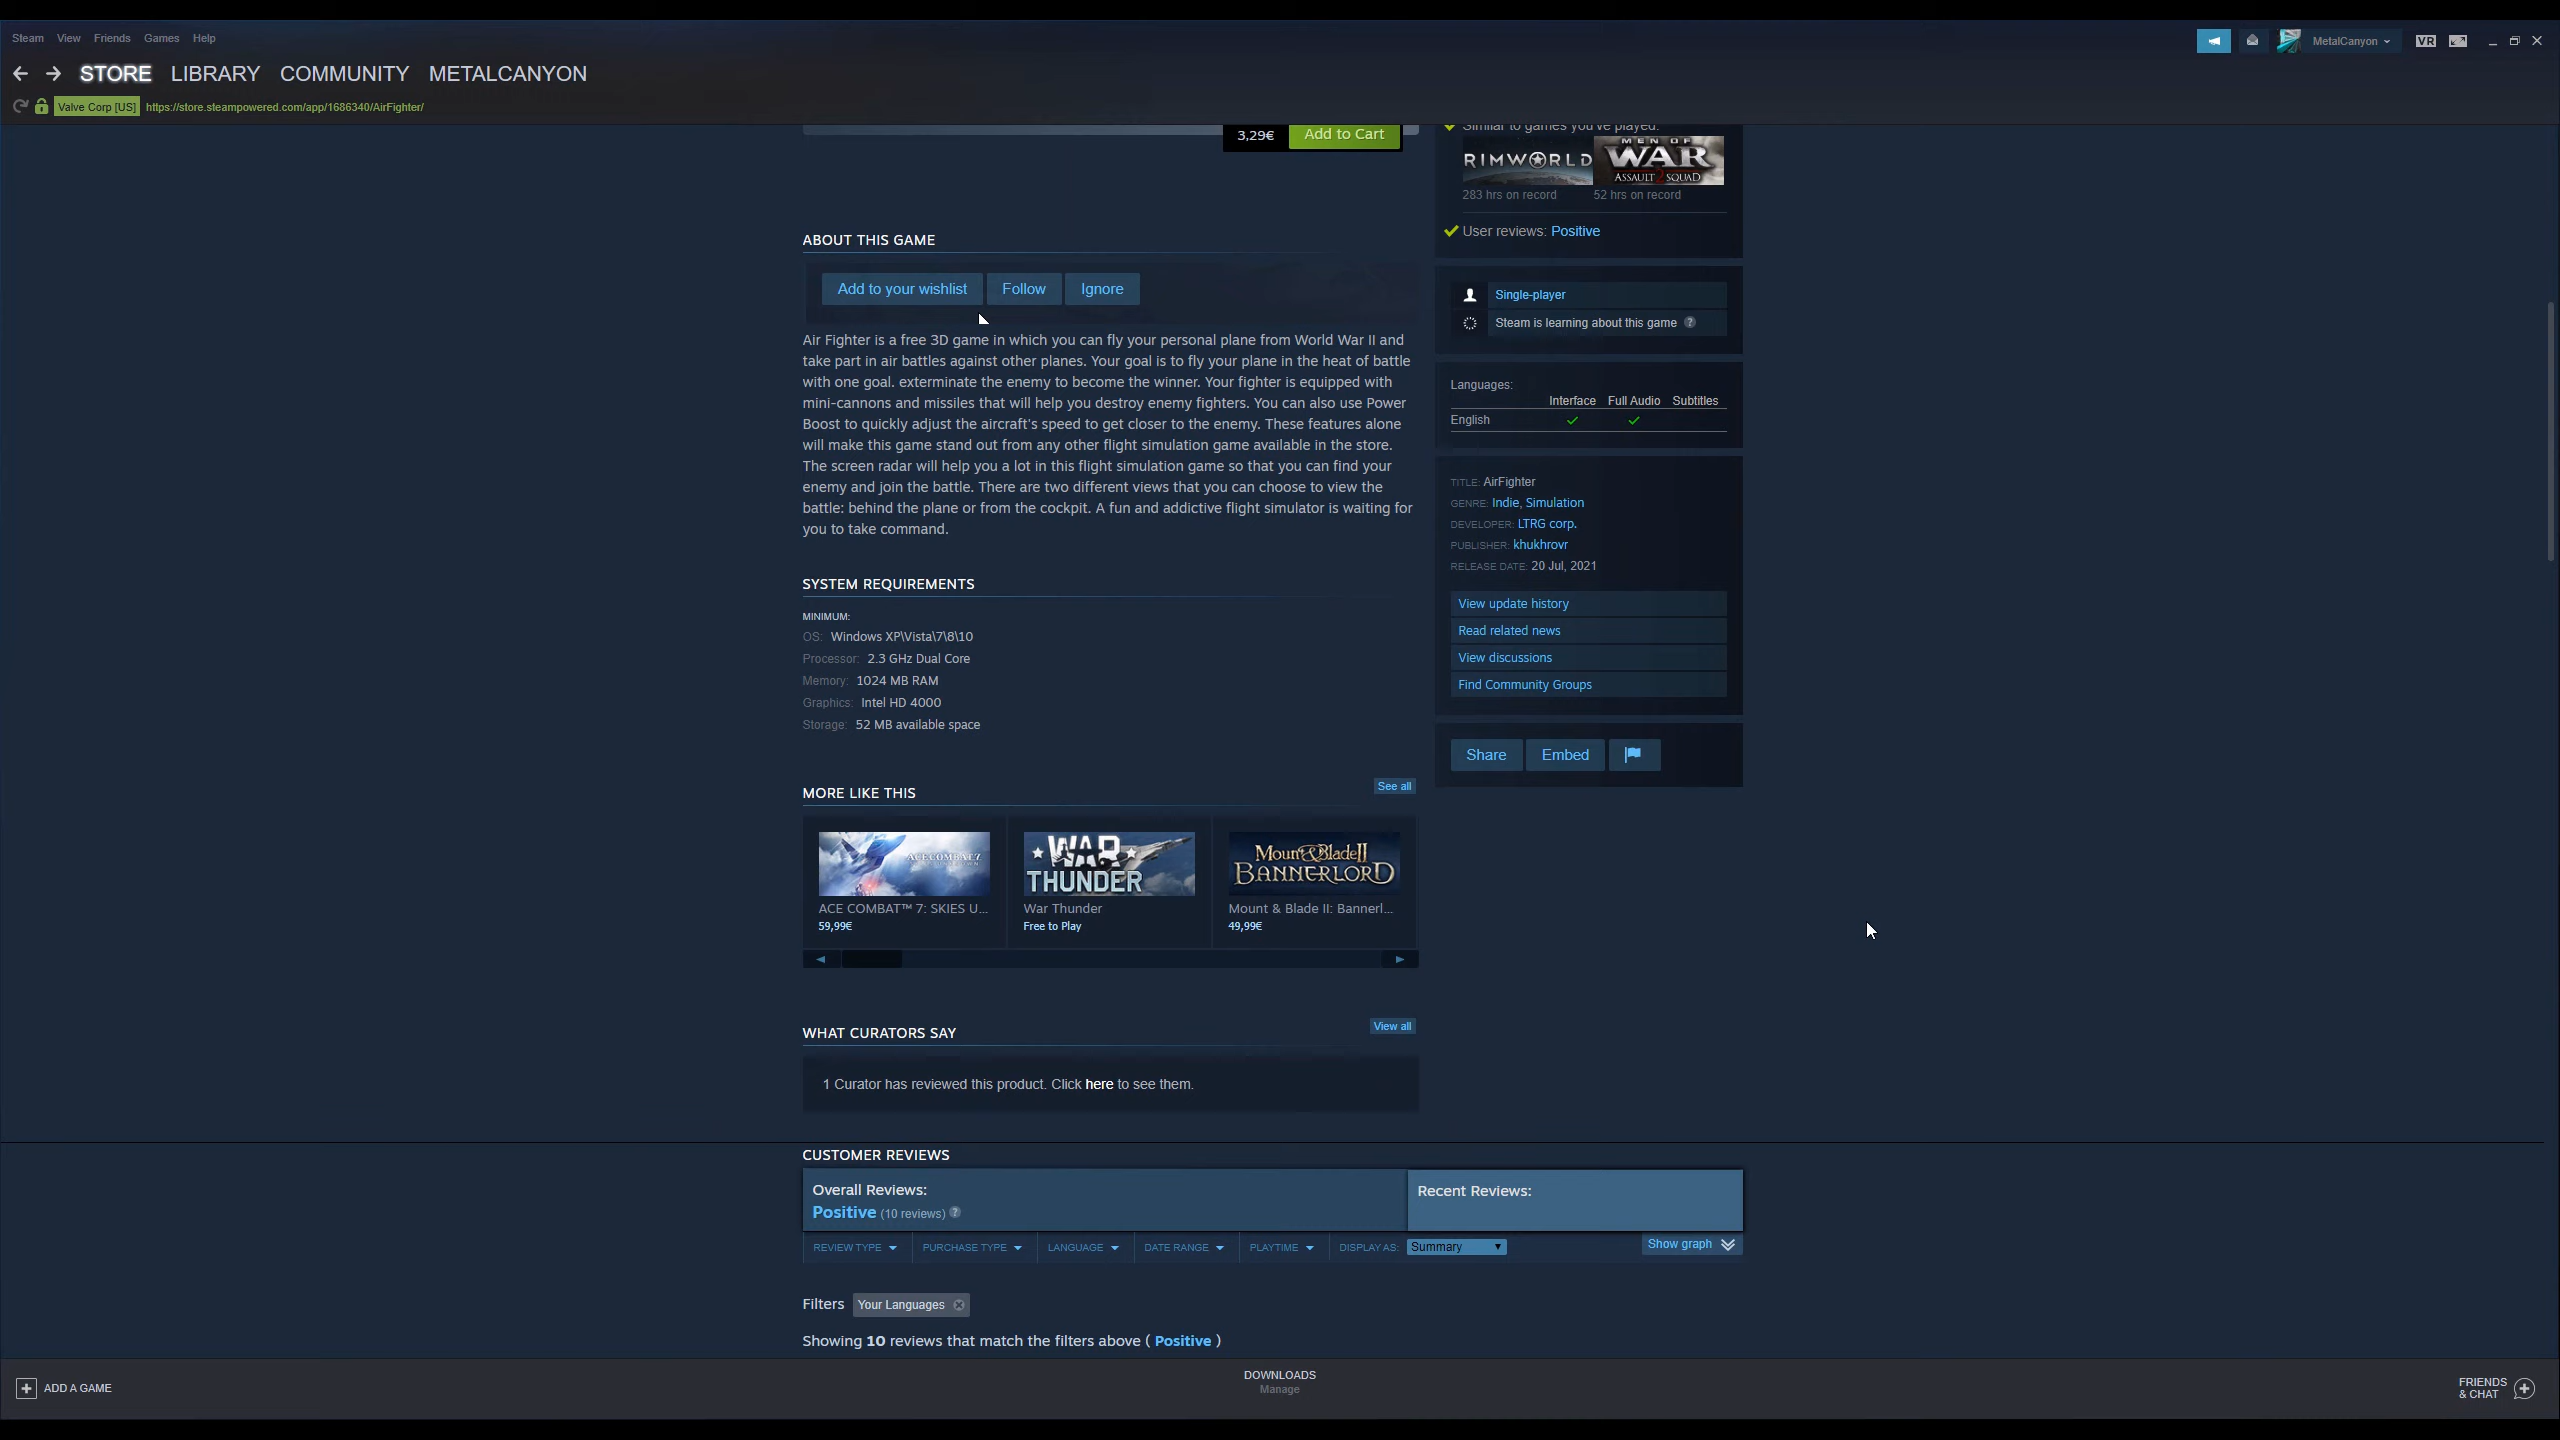 Steam View Friends Games Help
MetalCanyon
VR
STORE LIBRARY COMMUNITY METALCANYON
Valve Corp [US] https://store.steampowered.com/app/1686340/AirFighter/
3,29€ Add to Cart
Similar to games you've played:
RIMWORLD
MEN OF WAR ASSAULT SQUAD 2
283 hrs on record
52 hrs on record
User reviews: Positive
ABOUT THIS GAME
Add to your wishlist Follow Ignore
Air Fighter is a free 3D game in which you can fly your personal plane from World War II and
take part in air battles against other planes. Your goal is to fly your plane in the heat of battle
with one goal. exterminate the enemy to become the winner. Your fighter is equipped with
mini-cannons and missiles that will help you destroy enemy fighters. You can also use Power
Boost to quickly adjust the aircraft's speed to get closer to the enemy. These features alone
will make this game stand out from any other flight simulation game available in the store.
The screen radar will help you a lot in this flight simulation game so that you can find your
enemy and join the battle. There are two different views that you can choose to view the
battle: behind the plane or from the cockpit. A fun and addictive flight simulator is waiting for
you to take command.
Single-player
Steam is learning about this game ?
Languages:
Interface Full Audio Subtitles
English
TITLE: AirFighter
GENRE: Indie, Simulation
DEVELOPER: LTRG corp.
PUBLISHER: khukhrovr
RELEASE DATE: 20 Jul, 2021
View update history
Read related news
View discussions
Find Community Groups
Share Embed
SYSTEM REQUIREMENTS
MINIMUM:
OS: Windows XP\Vista\7\8\10
Processor: 2.3 GHz Dual Core
Memory: 1024 MB RAM
Graphics: Intel HD 4000
Storage: 52 MB available space
MORE LIKE THIS
See all
ACE COMBAT 7
WAR THUNDER
Mount & Blade II BANNERLORD
ACE COMBAT™ 7: SKIES U...
59,99€
War Thunder
Free to Play
Mount & Blade II: Bannerl...
49,99€
WHAT CURATORS SAY
View all
1 Curator has reviewed this product. Click here to see them.
CUSTOMER REVIEWS
Overall Reviews:
Positive (10 reviews) ?
Recent Reviews:
REVIEW TYPE PURCHASE TYPE LANGUAGE DATE RANGE PLAYTIME DISPLAY AS: Summary Show graph
Filters Your Languages
Showing 10 reviews that match the filters above ( Positive )
ADD A GAME
DOWNLOADS
Manage
FRIENDS
& CHAT